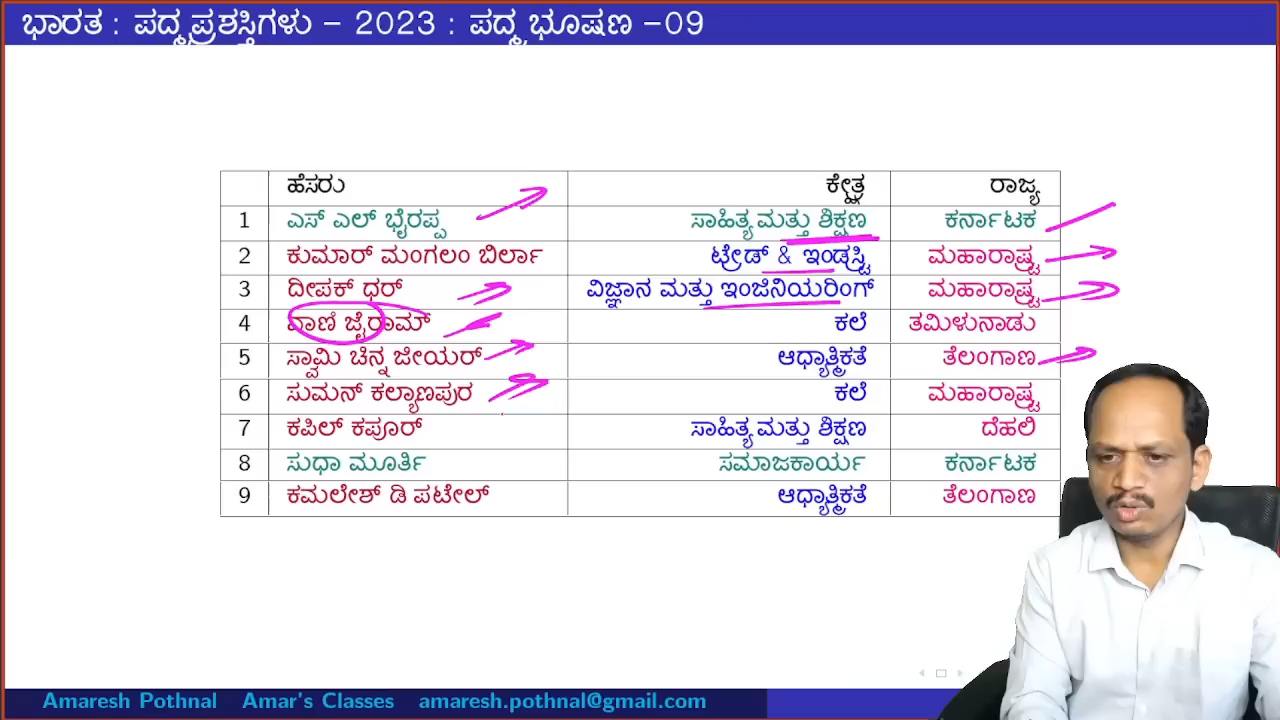 ಭಾರತ : ಪದ್ಮ ಪ್ರಶಸ್ತಿಗಳು – 2023 : ಪದ್ಮ ಭೂಷಣ –09
ಹೆಸರು ಕ್ಷೇತ್ರ ರಾಜ್ಯ
1 ಎಸ್ ಎಲ್ ಭೈರಪ್ಪ ಸಾಹಿತ್ಯ ಮತ್ತು ಶಿಕ್ಷಣ ಕರ್ನಾಟಕ
2 ಕುಮಾರ್ ಮಂಗಲಂ ಬಿರ್ಲಾ ಟ್ರೇಡ್ & ಇಂಡಸ್ಟ್ರಿ ಮಹಾರಾಷ್ಟ್ರ
3 ದೀಪಕ್ ಧರ್ ವಿಜ್ಞಾನ ಮತ್ತು ಇಂಜಿನಿಯರಿಂಗ್ ಮಹಾರಾಷ್ಟ್ರ
4 ವಾಣಿ ಜೈರಾಮ್ ಕಲೆ ತಮಿಳುನಾಡು
5 ಸ್ವಾಮಿ ಚಿನ್ನ ಜೀಯರ್ ಆಧ್ಯಾತ್ಮಿಕತೆ ತೆಲಂಗಾಣ
6 ಸುಮನ್ ಕಲ್ಯಾಣಪುರ ಕಲೆ ಮಹಾರಾಷ್ಟ್ರ
7 ಕಪಿಲ್ ಕಪೂರ್ ಸಾಹಿತ್ಯ ಮತ್ತು ಶಿಕ್ಷಣ ದೆಹಲಿ
8 ಸುಧಾ ಮೂರ್ತಿ ಸಮಾಜಕಾರ್ಯ ಕರ್ನಾಟಕ
9 ಕಮಲೇಶ್ ಡಿ ಪಟೇಲ್ ಆಧ್ಯಾತ್ಮಿಕತೆ ತೆಲಂಗಾಣ
Amaresh Pothnal Amar's Classes amaresh.pothnal@gmail.com